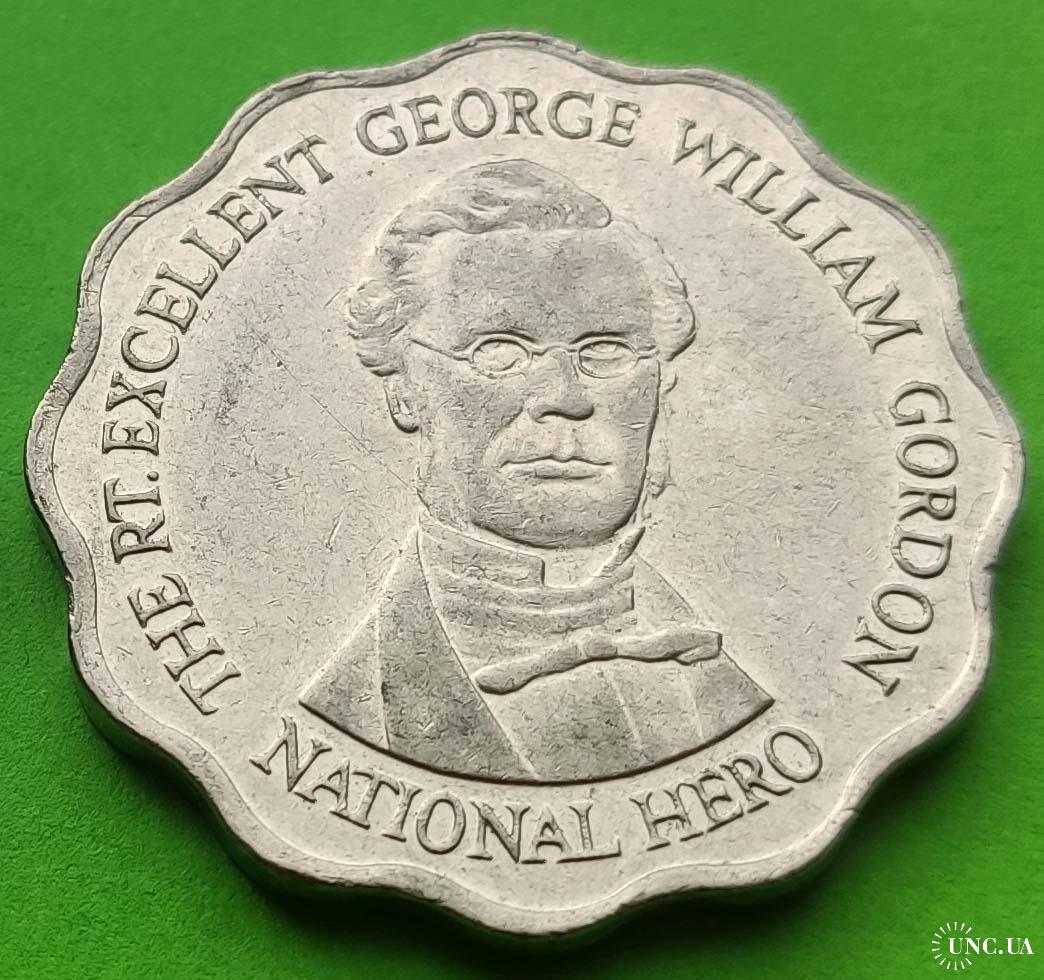 THE RT. EXCELLENT GEORGE WILLIAM GORDON
NATIONAL HERO
UNC.UA